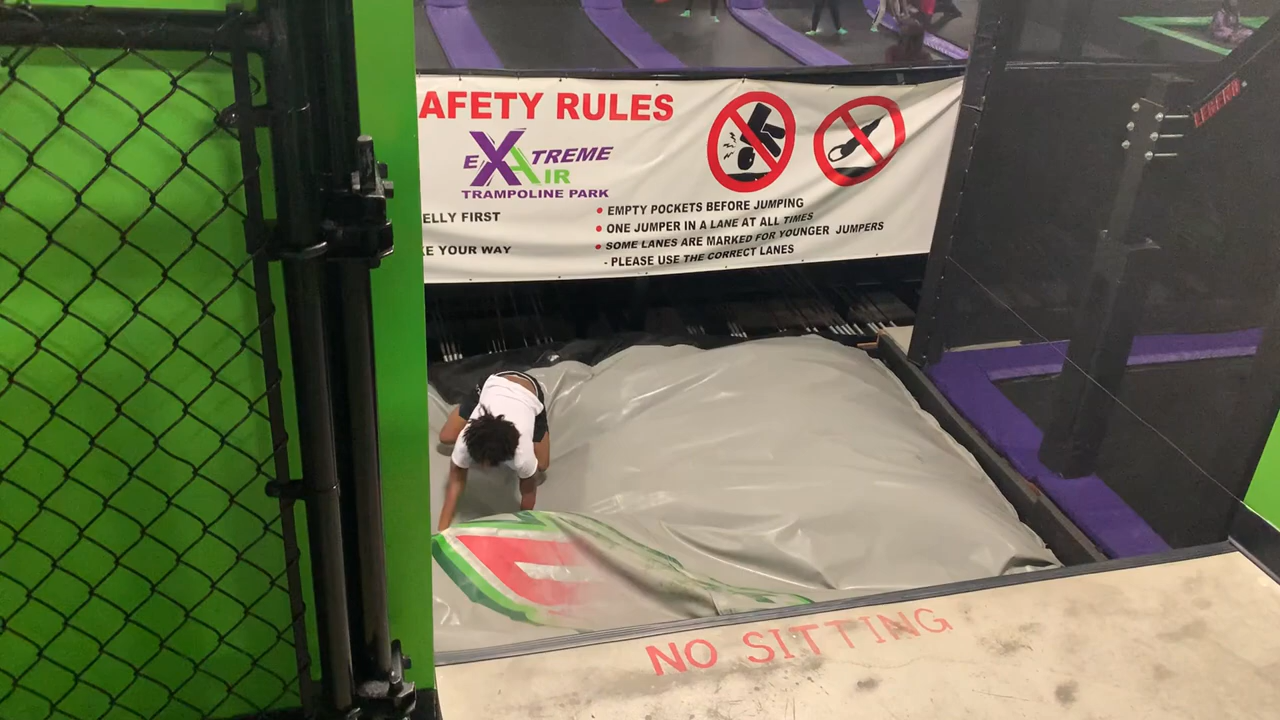 AFETY RULES
EXTREME
AIR
TRAMPOLINE PARK
ELLY FIRST
KE YOUR WAY
• EMPTY POCKETS BEFORE JUMPING
• ONE JUMPER IN A LANE AT ALL TIMES
• SOME LANES ARE MARKED FOR YOUNGER JUMPERS
- PLEASE USE THE CORRECT LANES
NO SITTING